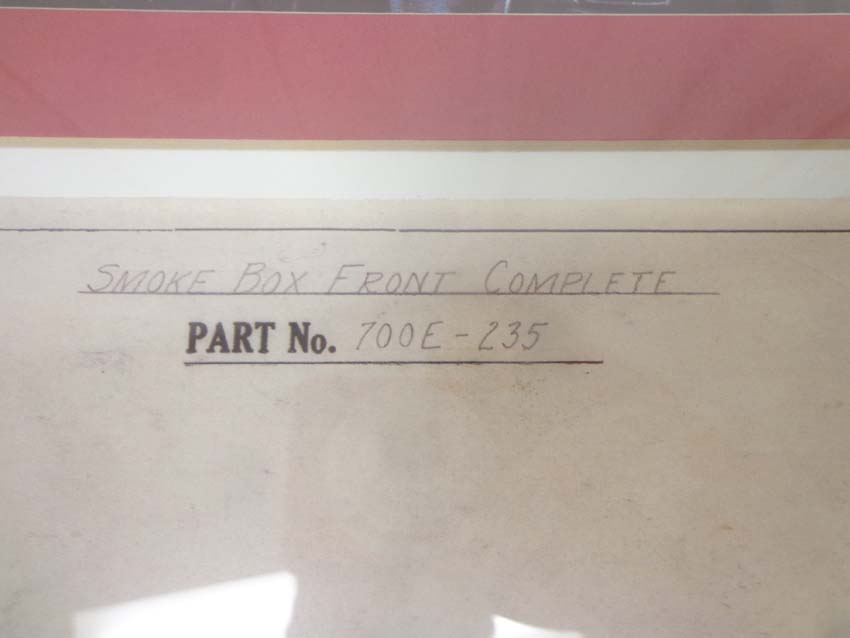 SMOKE BOX FRONT COMPLETE
PART No. 700E-235